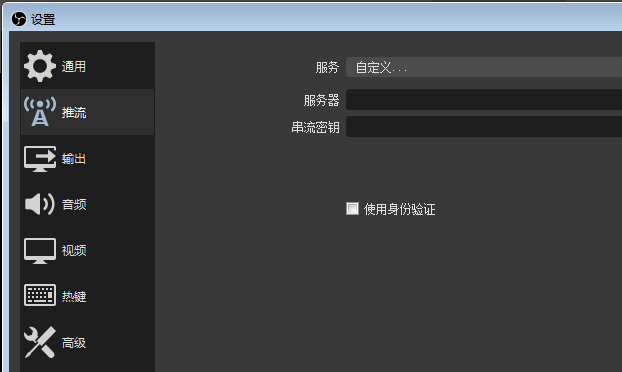 设置
通用
推流
输出
音频
视频
热键
高级
服务 自定义...
服务器
串流密钥
使用身份验证